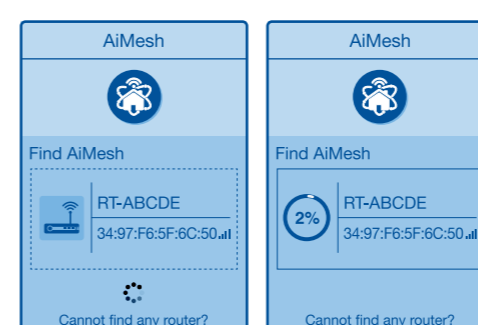 AiMesh
Find AiMesh
RT-ABCDE
34:97:F6:5F:6C:50
Cannot find any router?
AiMesh
Find AiMesh
2%
RT-ABCDE
34:97:F6:5F:6C:50
Cannot find any router?